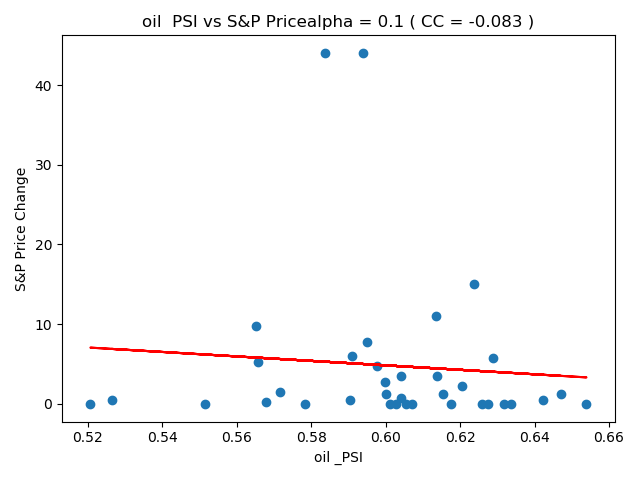 oil  PSI vs S&P Pricealpha = 0.1 ( CC = -0.083 )
S&P Price Change
40
30
20
10
0
0.52 0.54 0.56 0.58 0.60 0.62 0.64 0.66
oil _PSI